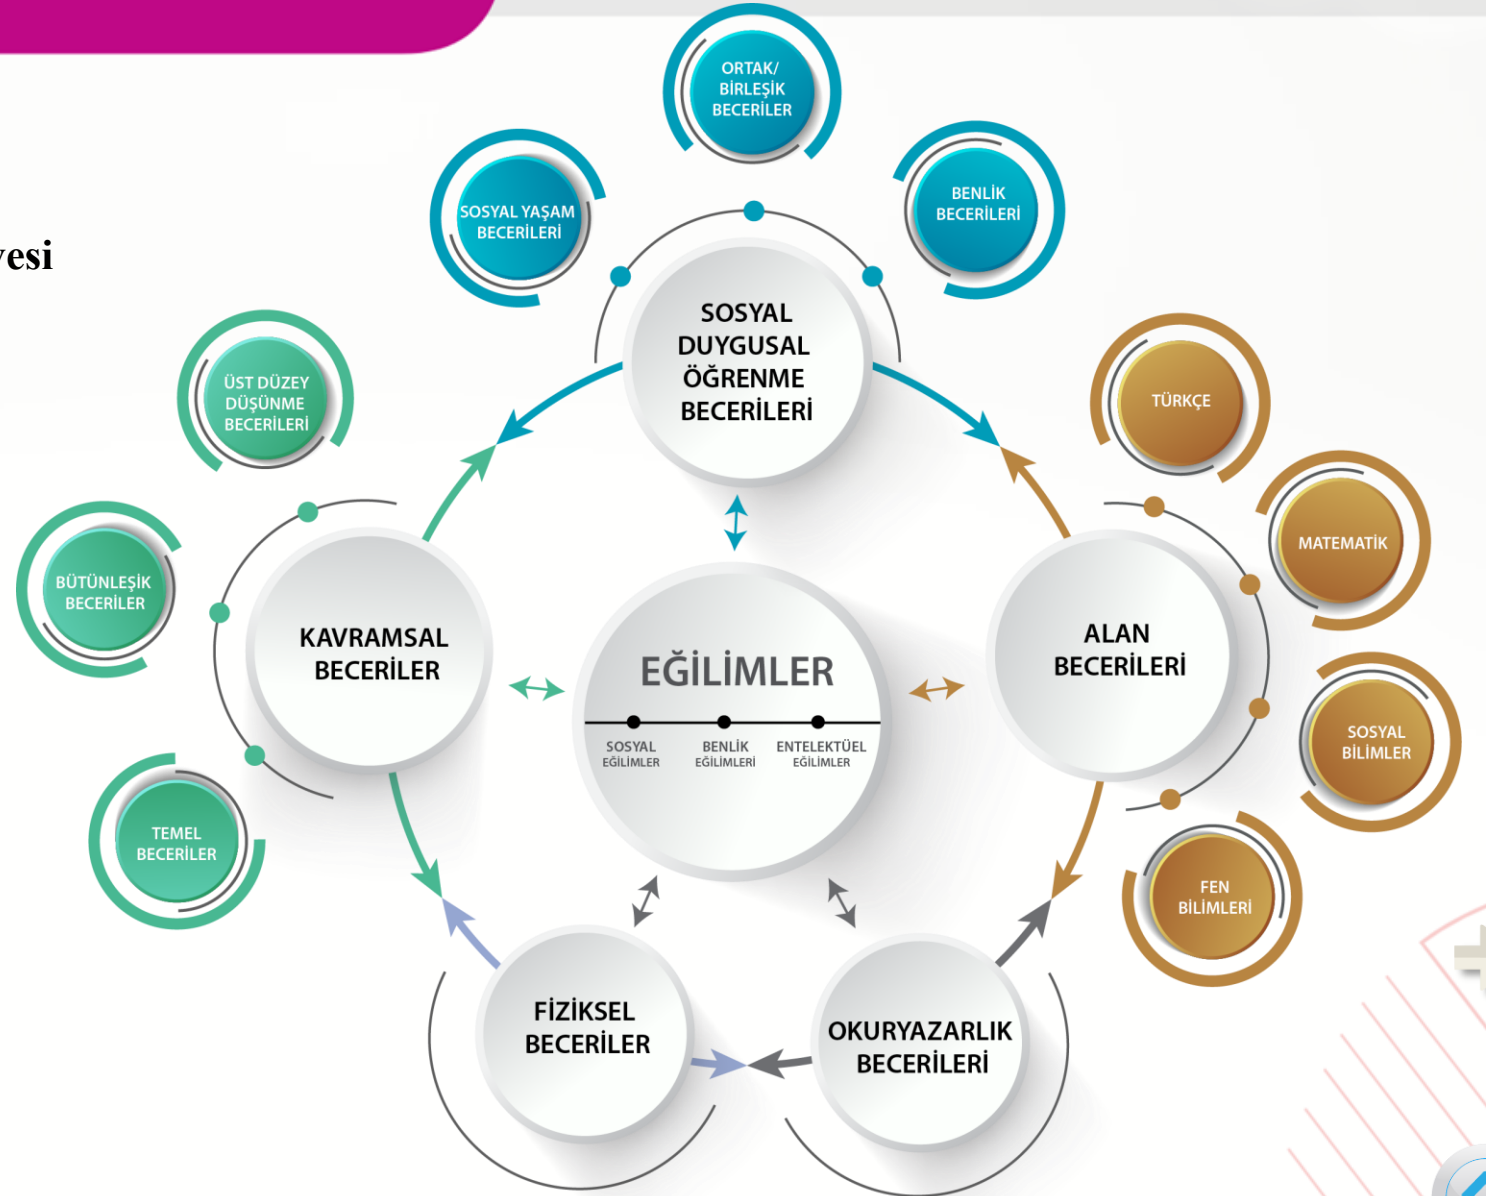 ORTAK/
BİRLEŞİK
BECERİLER
BENLİK
BECERİLERİ
SOSYAL YAŞAM
BECERİLERİ
SOSYAL
DUYGUSAL
ÖĞRENME
BECERİLERİ
ÜST DÜZEY
DÜŞÜNME
BECERİLERİ
BÜTÜNLEŞİK
BECERİLER
TEMEL
BECERİLER
KAVRAMSAL
BECERİLER
EĞİLİMLER
SOSYAL
EĞİLİMLER
BENLİK
EĞİLİMLERİ
ENTELEKTÜEL
EĞİLİMLER
ALAN
BECERİLERİ
TÜRKÇE
MATEMATİK
SOSYAL
BİLİMLER
FEN
BİLİMLERİ
FİZİKSEL
BECERİLER
OKURYAZARLIK
BECERİLERİ